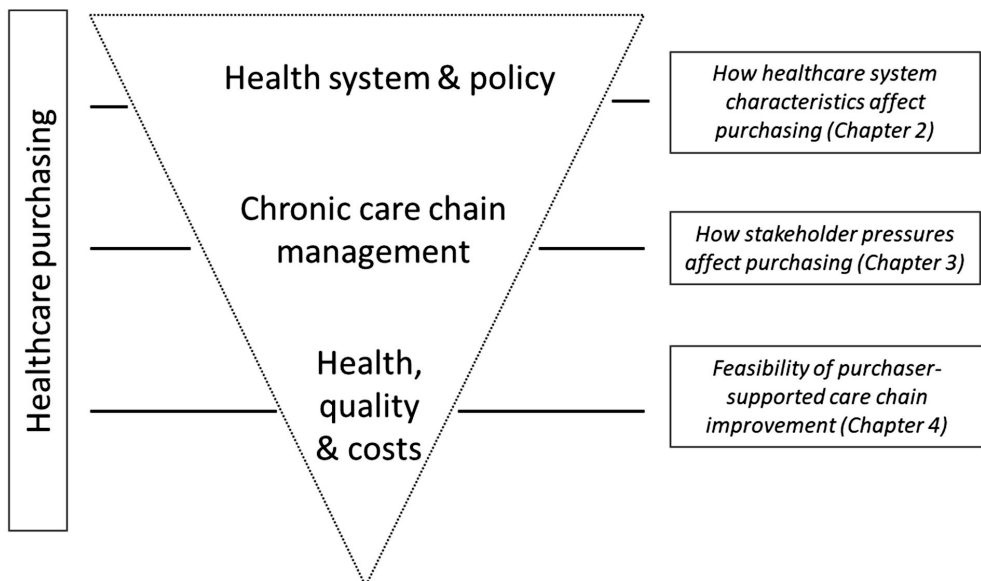 Healthcare purchasing
Health system & policy
How healthcare system
characteristics affect
purchasing (Chapter 2)
Chronic care chain
management
How stakeholder pressures
affect purchasing (Chapter 3)
Health,
quality
& costs
Feasibility of purchaser-
supported care chain
improvement (Chapter 4)